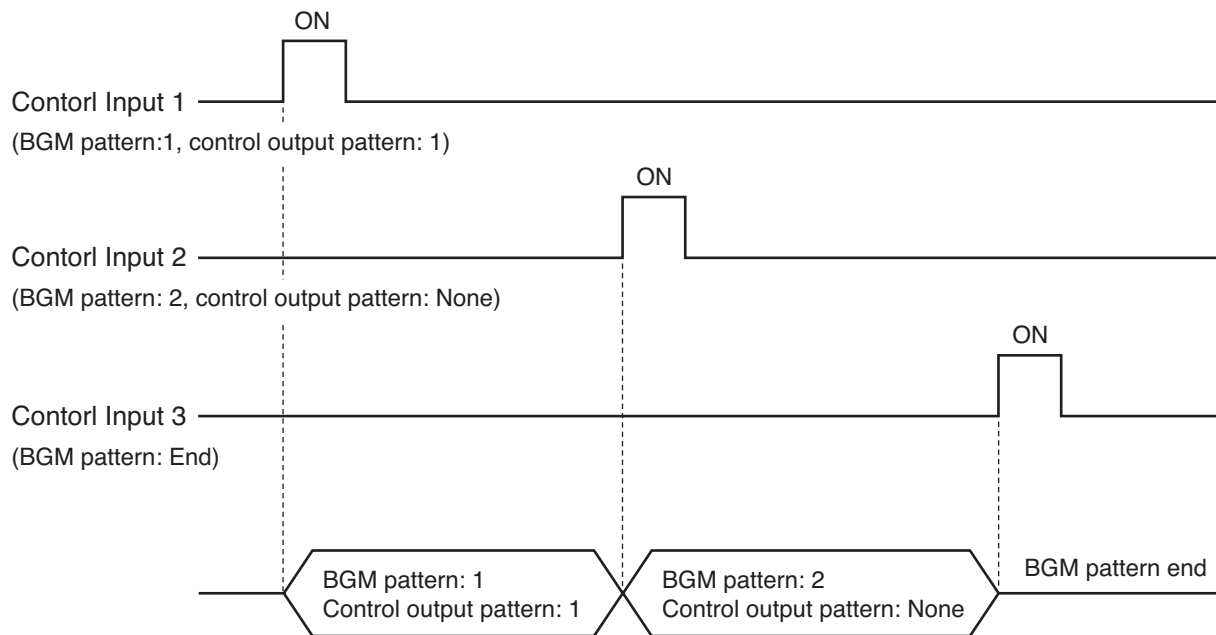 ON
Contorl Input 1
(BGM pattern:1, control output pattern: 1)
ON
Contorl Input 2
(BGM pattern: 2, control output pattern: None)
ON
Contorl Input 3
(BGM pattern: End)
BGM pattern: 1
Control output pattern: 1
BGM pattern: 2
Control output pattern: None
BGM pattern end